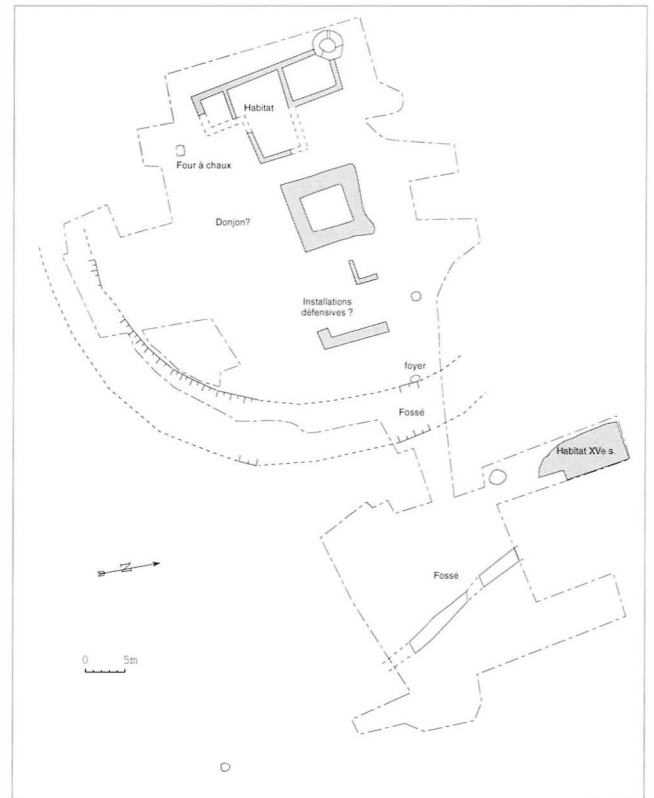 Habitat
Four à chaux
Donjon?
Installations
défensives ?
foyer
Fossé
Habitat XVe s.
Fossé
N
0 5m